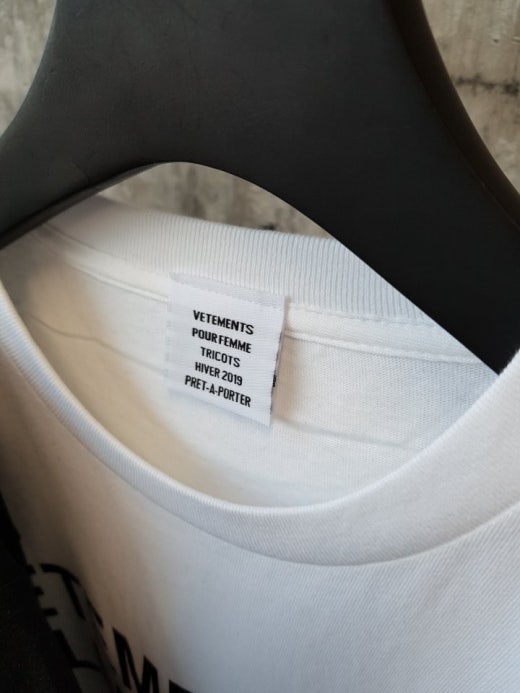 VETEMENTS
POUR FEMME
TRICOTS
HIVER 2019
PRET-A-PORTER